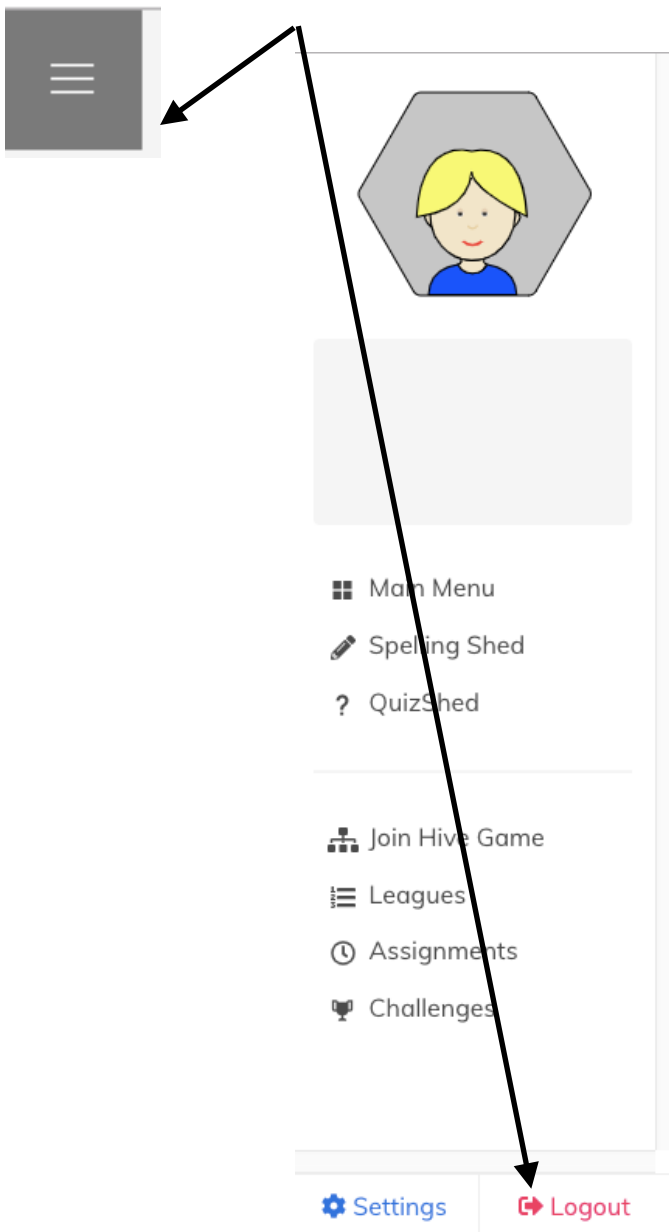 Main Menu
Spelling Shed
QuizShed
Join Hive Game
Leagues
Assignments
Challenges
Settings
Logout